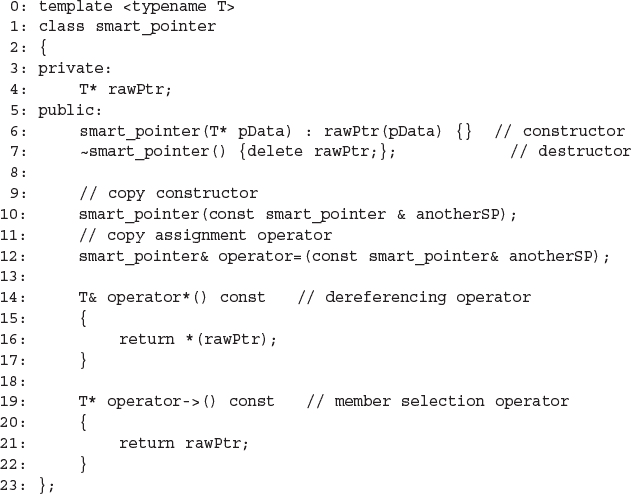 0: template <typename T>
1: class smart_pointer
2: {
3: private:
4:     T* rawPtr;
5: public:
6:     smart_pointer(T* pData) : rawPtr(pData) {}  // constructor
7:     ~smart_pointer() {delete rawPtr;};           // destructor
8:
9:     // copy constructor
10:     smart_pointer(const smart_pointer & anotherSP);
11:     // copy assignment operator
12:     smart_pointer& operator=(const smart_pointer& anotherSP);
13:
14:     T& operator*() const   // dereferencing operator
15:     {
16:         return *(rawPtr);
17:     }
18:
19:     T* operator->() const   // member selection operator
20:     {
21:         return rawPtr;
22:     }
23: };